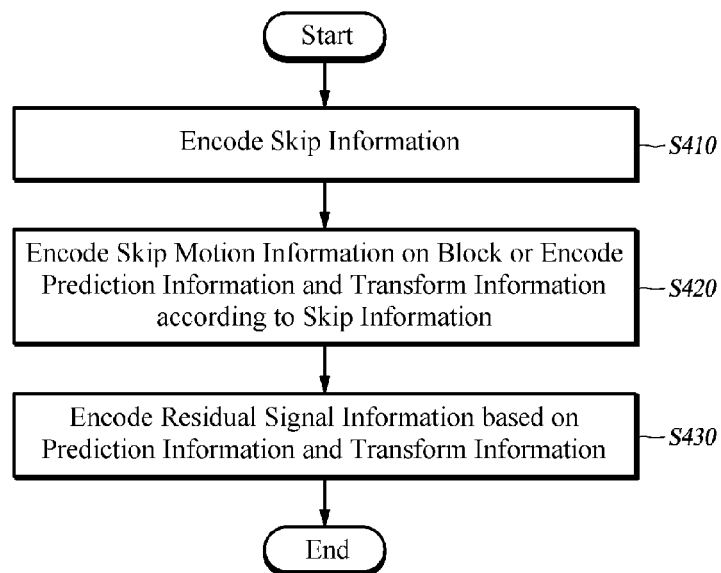 Start
Encode Skip Information
S410
Encode Skip Motion Information on Block or Encode
Prediction Information and Transform Information
according to Skip Information
S420
Encode Residual Signal Information based on
Prediction Information and Transform Information
S430
End